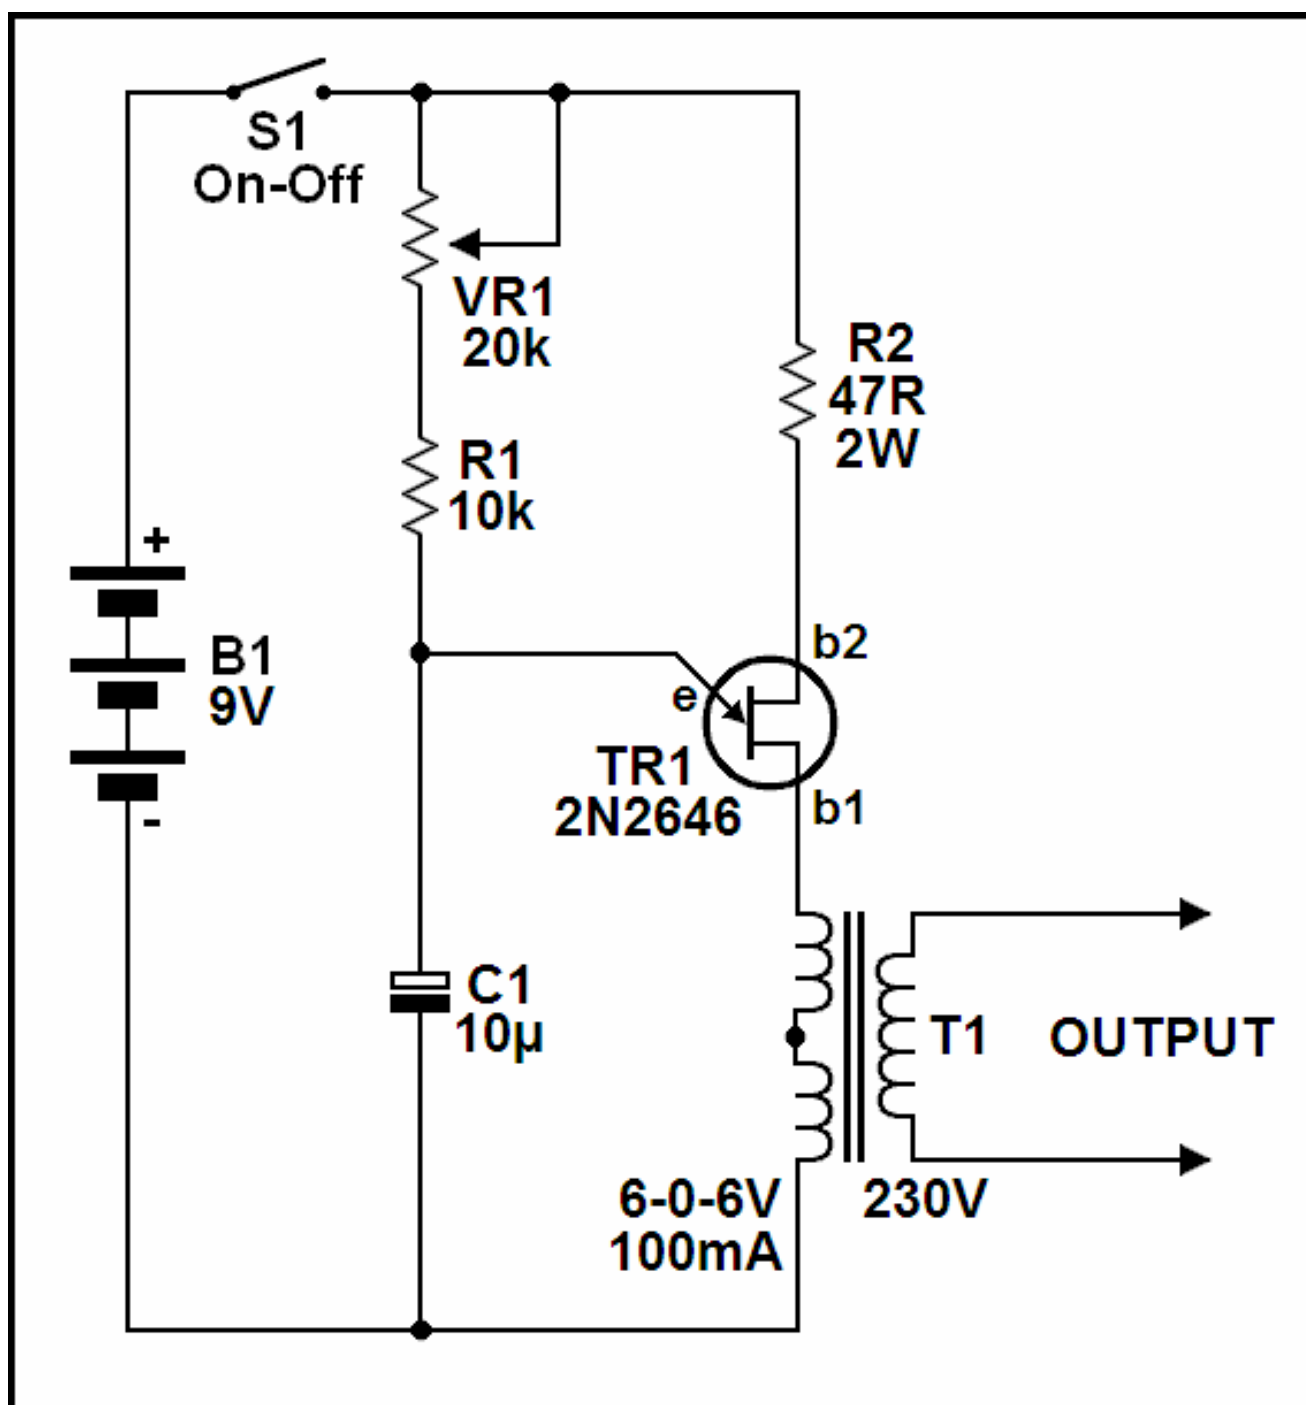 S1
On-Off
VR1
20k
R2
47R
2W
R1
10k
+
B1
9V
-
b2
e
TR1
2N2646
b1
C1
10µ
T1
OUTPUT
6-0-6V
100mA
230V